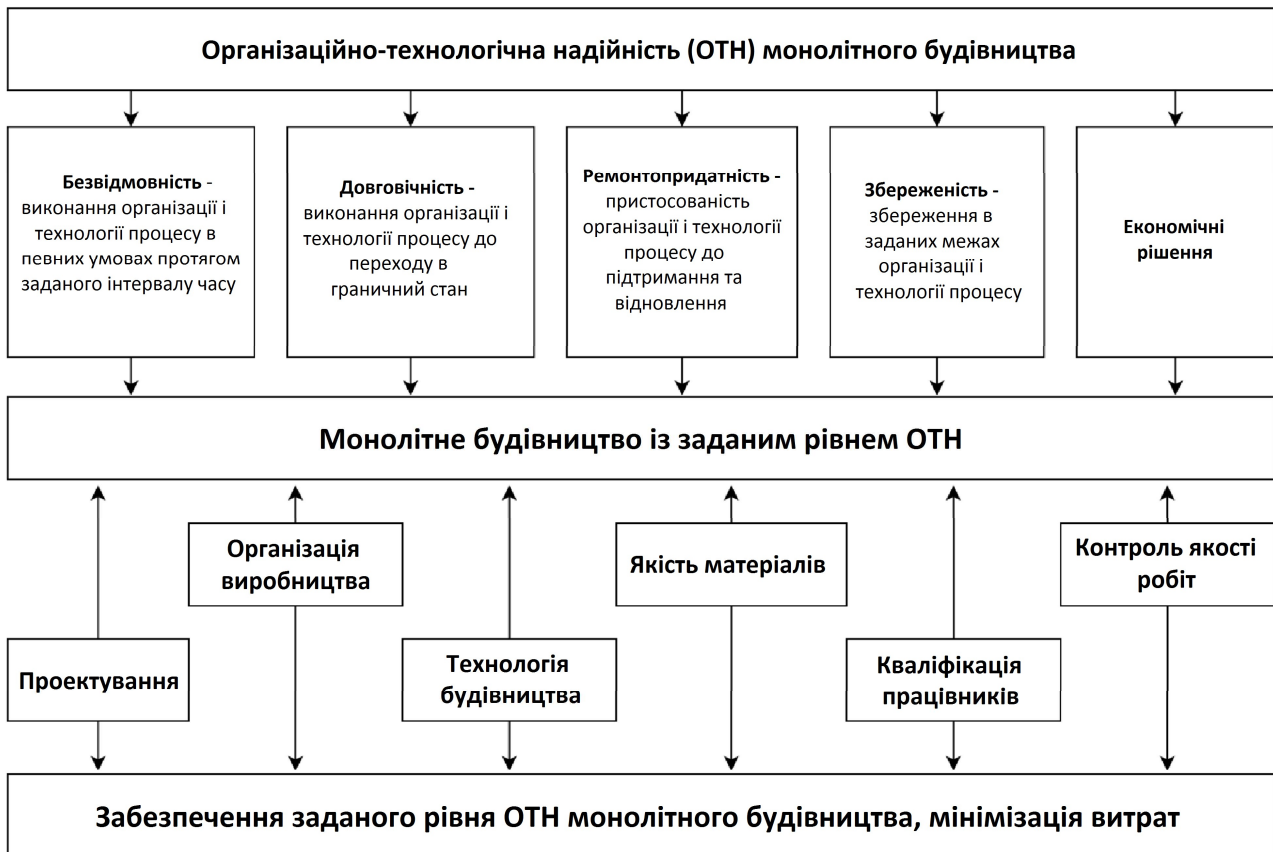 Організаційно-технологічна надійність (ОТН) монолітного будівництва
Безвідмовність -
виконання організації і
технології процесу в
певних умовах протягом
заданого інтервалу часу
Довговічність -
виконання організації і
технології процесу до
переходу в
граничний стан
Ремонтопридатність -
пристосованість
організації і технології
процесу до
підтримання та
відновлення
Збереженість -
збереження в
заданих межах
організації і
технології процесу
Економічні
рішення
Монолітне будівництво із заданим рівнем ОТН
Організація
виробництва
Якість матеріалів
Контроль якості
робіт
Проектування
Технологія
будівництва
Кваліфікація
працівників
Забезпечення заданого рівня ОТН монолітного будівництва, мінімізація витрат